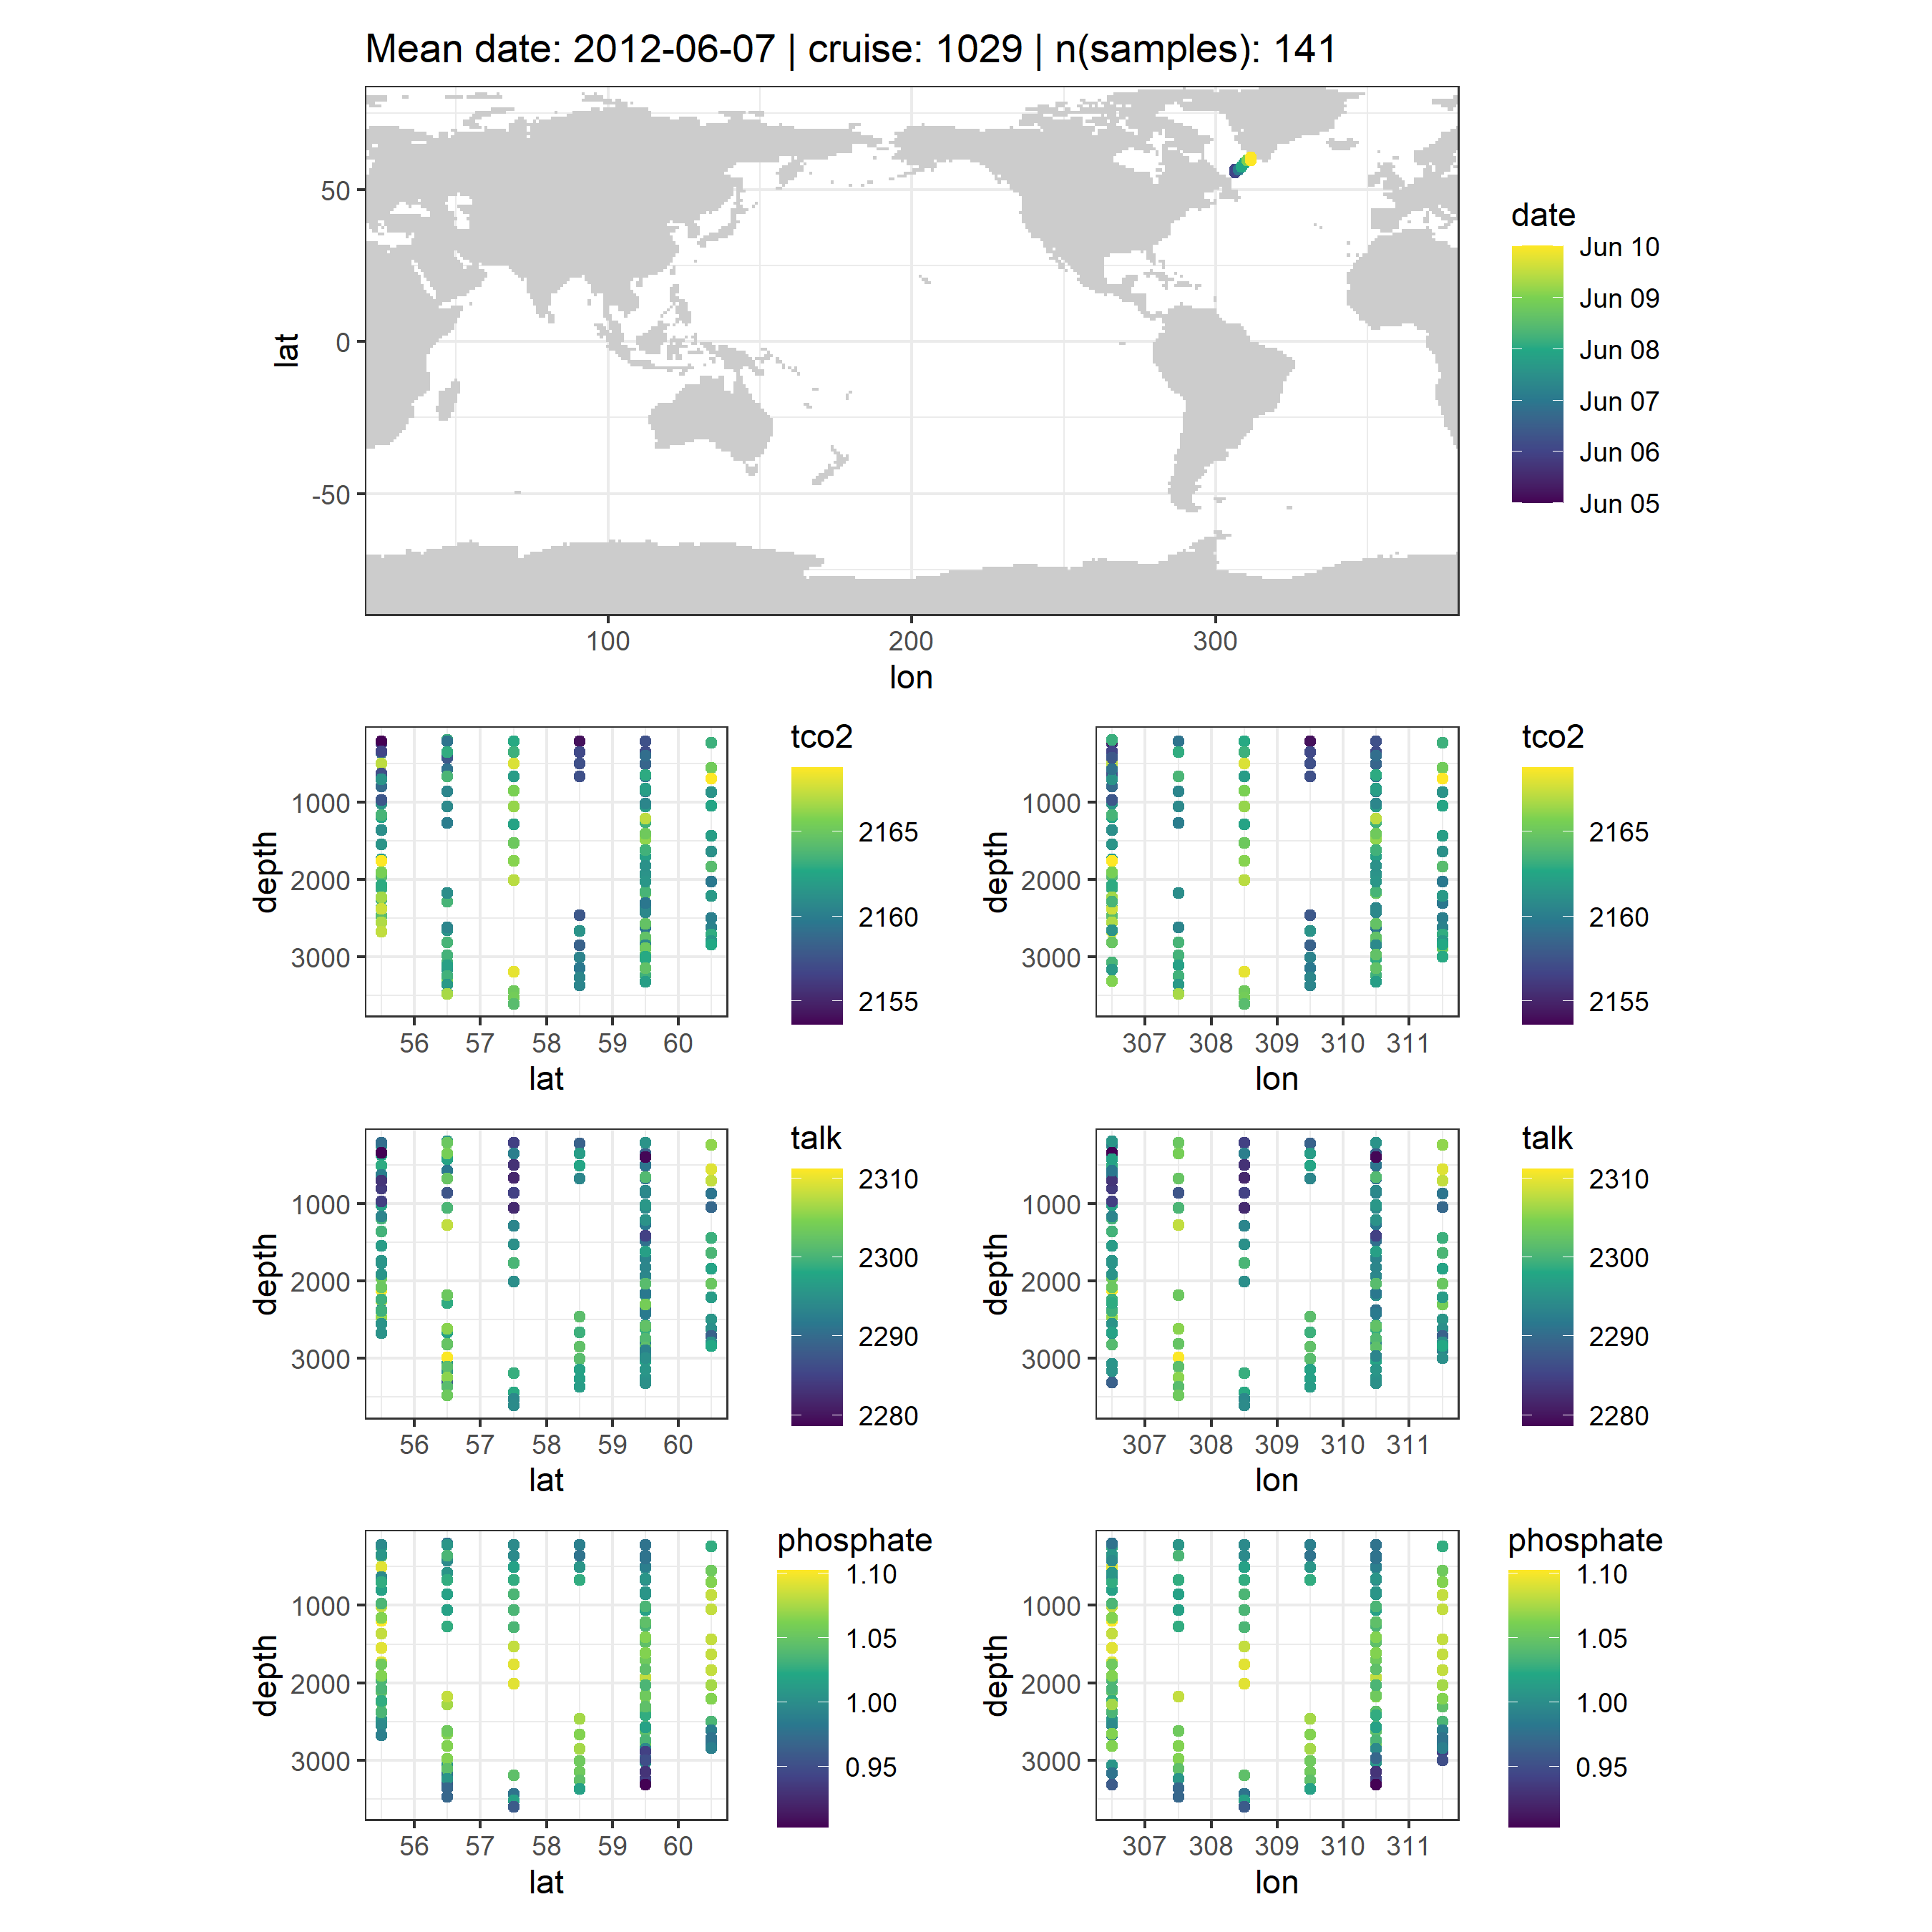 Mean date: 2012-06-07 | cruise: 1029 | n(samples): 141
lat
50
0
-50
100 200 300
lon
date
Jun 10
Jun 09
Jun 08
Jun 07
Jun 06
Jun 05
depth
1000
2000
3000
56 57 58 59 60
lat
tco2
2165
2160
2155
depth
1000
2000
3000
307 308 309 310 311
lon
tco2
2165
2160
2155
depth
1000
2000
3000
56 57 58 59 60
lat
talk
2310
2300
2290
2280
depth
1000
2000
3000
307 308 309 310 311
lon
talk
2310
2300
2290
2280
depth
1000
2000
3000
56 57 58 59 60
lat
phosphate
1.10
1.05
1.00
0.95
depth
1000
2000
3000
307 308 309 310 311
lon
phosphate
1.10
1.05
1.00
0.95